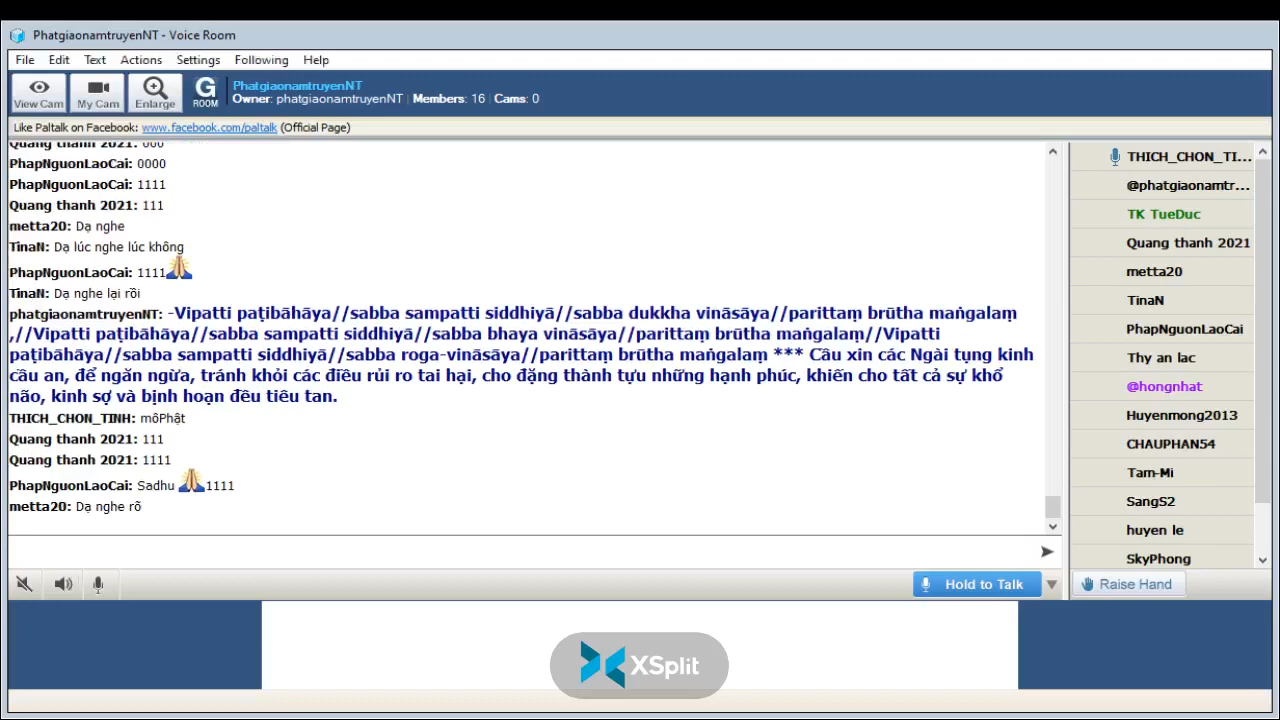 PhatgiaonamtruyenNT - Voice Room
File Edit Text Actions Settings Following Help
View Cam
My Cam
Enlarge
G ROOM
PhatgiaonamtruyenNT
Owner: phatgiaonamtruyenNT | Members: 16 | Cams: 0
Like Paltalk on Facebook: www.facebook.com/paltalk (Official Page)
Quang thanh 2021: 000
PhapNguonLaoCai: 0000
PhapNguonLaoCai: 1111
Quang thanh 2021: 111
metta20: Dạ nghe
TinaN: Dạ lúc nghe lúc không
PhapNguonLaoCai: 1111
TinaN: Dạ nghe lại rồi
phatgiaonamtruyenNT: -Vipatti paṭibāhāya//sabba sampatti siddhiyā//sabba dukkha vināsāya//parittaṃ brūtha maṅgalaṃ
,//Vipatti paṭibāhāya//sabba sampatti siddhiyā//sabba bhaya vināsāya//parittaṃ brūtha maṅgalaṃ//Vipatti
paṭibāhāya//sabba sampatti siddhiyā//sabba roga-vināsāya//parittaṃ brūtha maṅgalaṃ *** Cầu xin các Ngài tụng kinh
cầu an, để ngăn ngừa, tránh khỏi các điều rủi ro tai hại, cho đặng thành tựu những hạnh phúc, khiến cho tất cả sự khổ
não, kinh sợ và bịnh hoạn đều tiêu tan.
THICH_CHON_TINH: môPhật
Quang thanh 2021: 111
Quang thanh 2021: 1111
PhapNguonLaoCai: Sadhu 1111
metta20: Dạ nghe rõ
Hold to Talk
THICH_CHON_TI...
@phatgiaonamtr...
TK TueDuc
Quang thanh 2021
metta20
TinaN
PhapNguonLaoCai
Thy an lac
@hongnhat
Huyenmong2013
CHAUPHAN54
Tam-Mi
SangS2
huyen le
SkyPhong
Raise Hand
XSplit